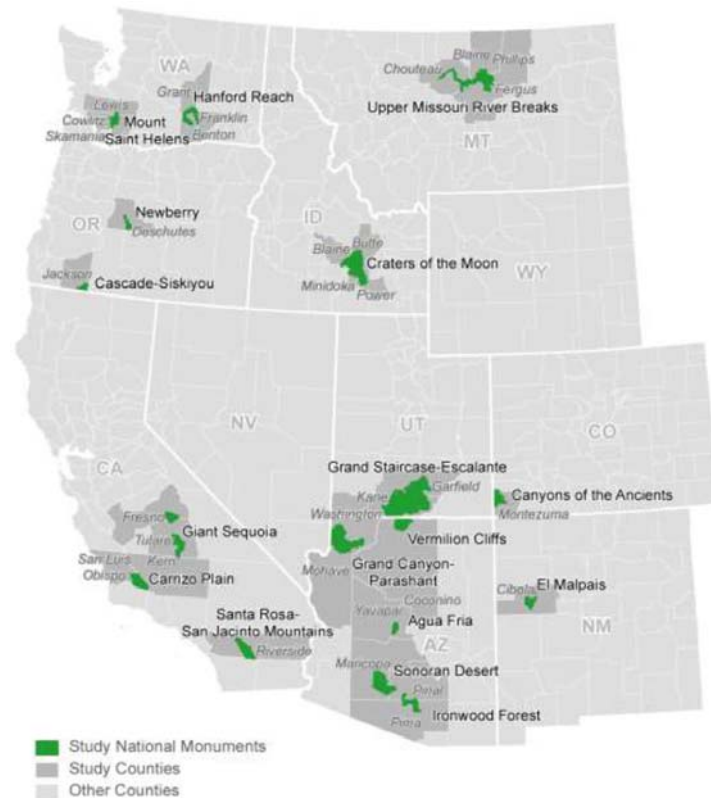 WA
Grant
Hanford Reach
Lewis
Cowlitz
Mount
Franklin
Skamania
Saint Helens
Benton
Blaine
Phillips
Chouteau
Fergus
Upper Missouri River Breaks
MT
OR
Newberry
Deschutes
Jackson
Cascade-Siskiyou
ID
Blaine
Butte
Craters of the Moon
Minidoka
Power
WY
NV
UT
CO
CA
Grand Staircase-Escalante
Kane
Garfield
Washington
Canyons of the Ancients
Montezuma
Vermilion Cliffs
Fresno
Giant Sequoia
Tulare
Kern
San Luis
Obispo
Carrizo Plain
Mohave
Grand Canyon-
Parashant
Coconino
Yavapai
Agua Fria
AZ
Cibola
El Malpais
NM
Santa Rosa-
San Jacinto Mountains
Riverside
Maricopa
Sonoran Desert
Pinal
Ironwood Forest
Pima
Study National Monuments
Study Counties
Other Counties